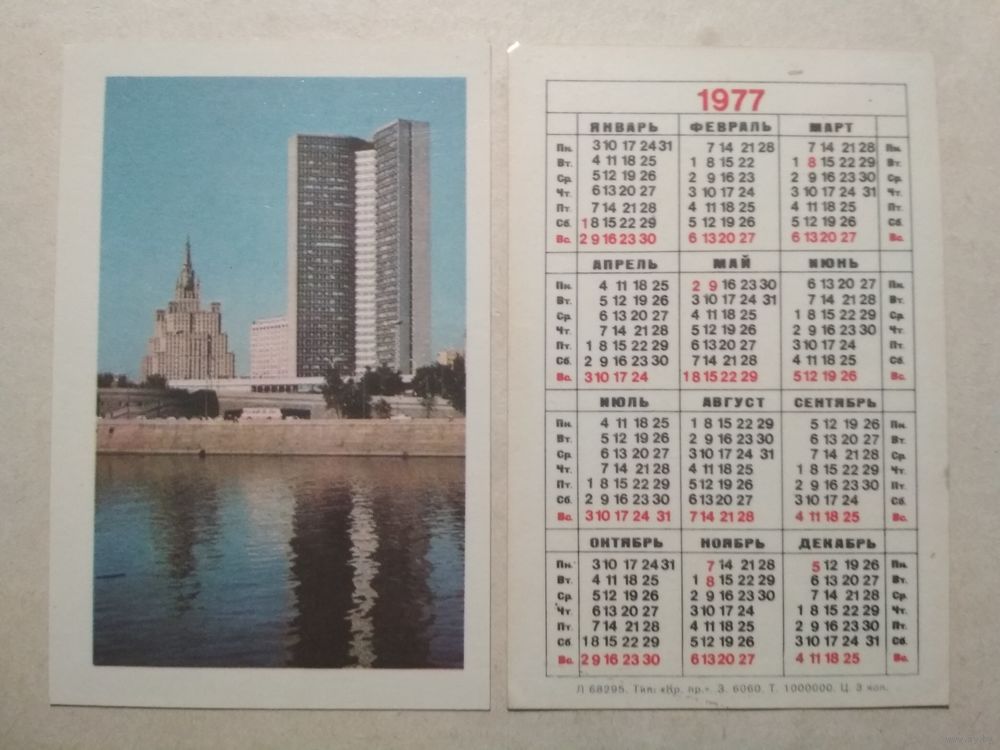 1977
ЯНВАРЬ ФЕВРАЛЬ МАРТ
Пн. 3 10 17 24 31 7 14 21 28 7 14 21 28 Пн.
Вт. 4 11 18 25 1 8 15 22 1 8 15 22 29 Вт.
Ср. 5 12 19 26 2 9 16 23 2 9 16 23 30 Ср.
Чт. 6 13 20 27 3 10 17 24 3 10 17 24 31 Чт.
Пт. 7 14 21 28 4 11 18 25 4 11 18 25 Пт.
Сб. 1 8 15 22 29 5 12 19 26 5 12 19 26 Сб.
Вс. 2 9 16 23 30 6 13 20 27 6 13 20 27 Вс.
АПРЕЛЬ МАЙ ИЮНЬ
Пн. 4 11 18 25 2 9 16 23 30 6 13 20 27 Пн.
Вт. 5 12 19 26 3 10 17 24 31 7 14 21 28 Вт.
Ср. 6 13 20 27 4 11 18 25 1 8 15 22 29 Ср.
Чт. 7 14 21 28 5 12 19 26 2 9 16 23 30 Чт.
Пт. 1 8 15 22 29 6 13 20 27 3 10 17 24 Пт.
Сб. 2 9 16 23 30 7 14 21 28 4 11 18 25 Сб.
Вс. 3 10 17 24 1 8 15 22 29 5 12 19 26 Вс.
ИЮЛЬ АВГУСТ СЕНТЯБРЬ
Пн. 4 11 18 25 1 8 15 22 29 5 12 19 26 Пн.
Вт. 5 12 19 26 2 9 16 23 30 6 13 20 27 Вт.
Ср. 6 13 20 27 3 10 17 24 31 7 14 21 28 Ср.
Чт. 7 14 21 28 4 11 18 25 1 8 15 22 29 Чт.
Пт. 1 8 15 22 29 5 12 19 26 2 9 16 23 30 Пт.
Сб. 2 9 16 23 30 6 13 20 27 3 10 17 24 Сб.
Вс. 3 10 17 24 31 7 14 21 28 4 11 18 25 Вс.
ОКТЯБРЬ НОЯБРЬ ДЕКАБРЬ
Пн. 3 10 17 24 31 7 14 21 28 5 12 19 26 Пн.
Вт. 4 11 18 25 1 8 15 22 29 6 13 20 27 Вт.
Ср. 5 12 19 26 2 9 16 23 30 7 14 21 28 Ср.
Чт. 6 13 20 27 3 10 17 24 1 8 15 22 29 Чт.
Пт. 7 14 21 28 4 11 18 25 2 9 16 23 30 Пт.
Сб. 1 8 15 22 29 5 12 19 26 3 10 17 24 31 Сб.
Вс. 2 9 16 23 30 6 13 20 27 4 11 18 25 Вс.
Л 68295. Тип. «Кр. пр.». З. 6060. Т. 1000000. Ц. 3 коп.